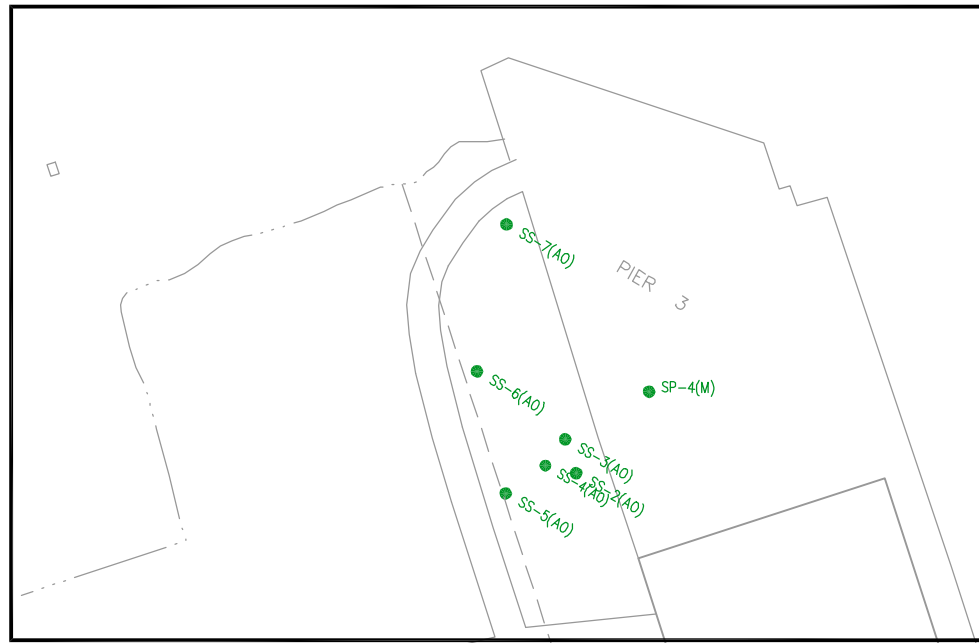 SS-7(AO)
PIER 3
SS-6(AO)
SP-4(M)
SS-3(AO)
SS-4(AO)
SS-2(AO)
SS-5(AO)